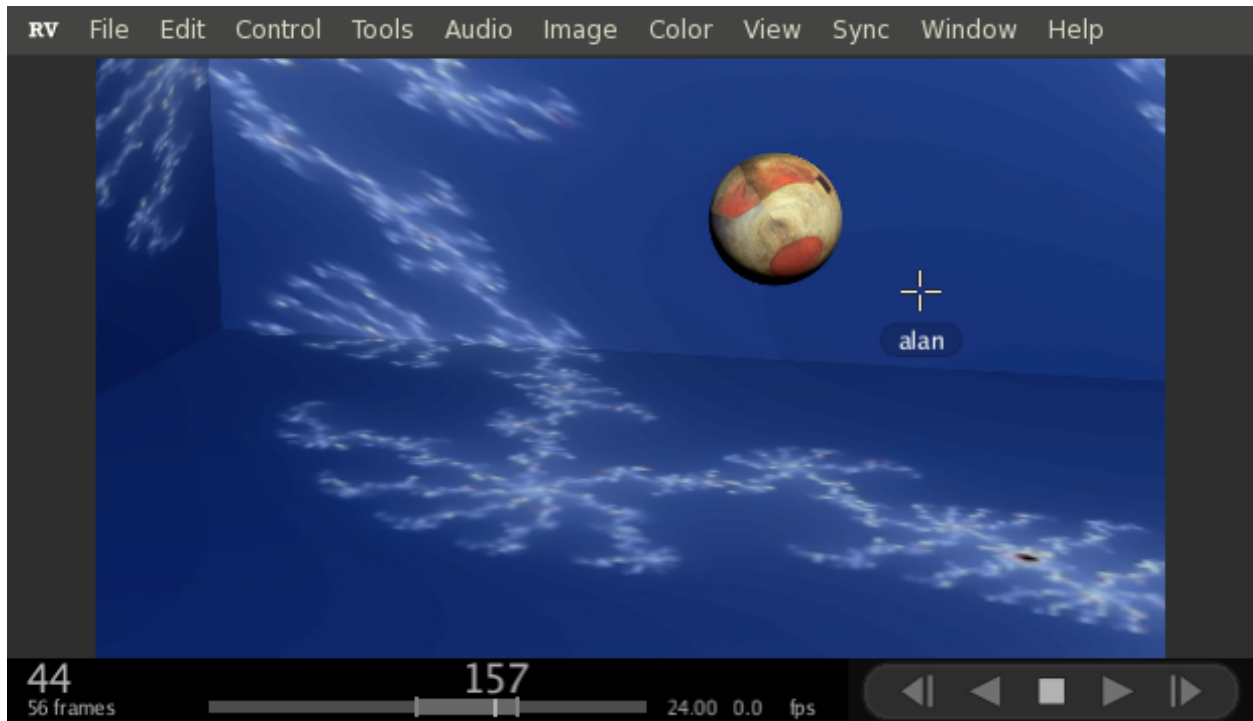 RV File Edit Control Tools Audio Image Color View Sync Window Help
alan
44 157
56 frames 24.00 0.0 fps